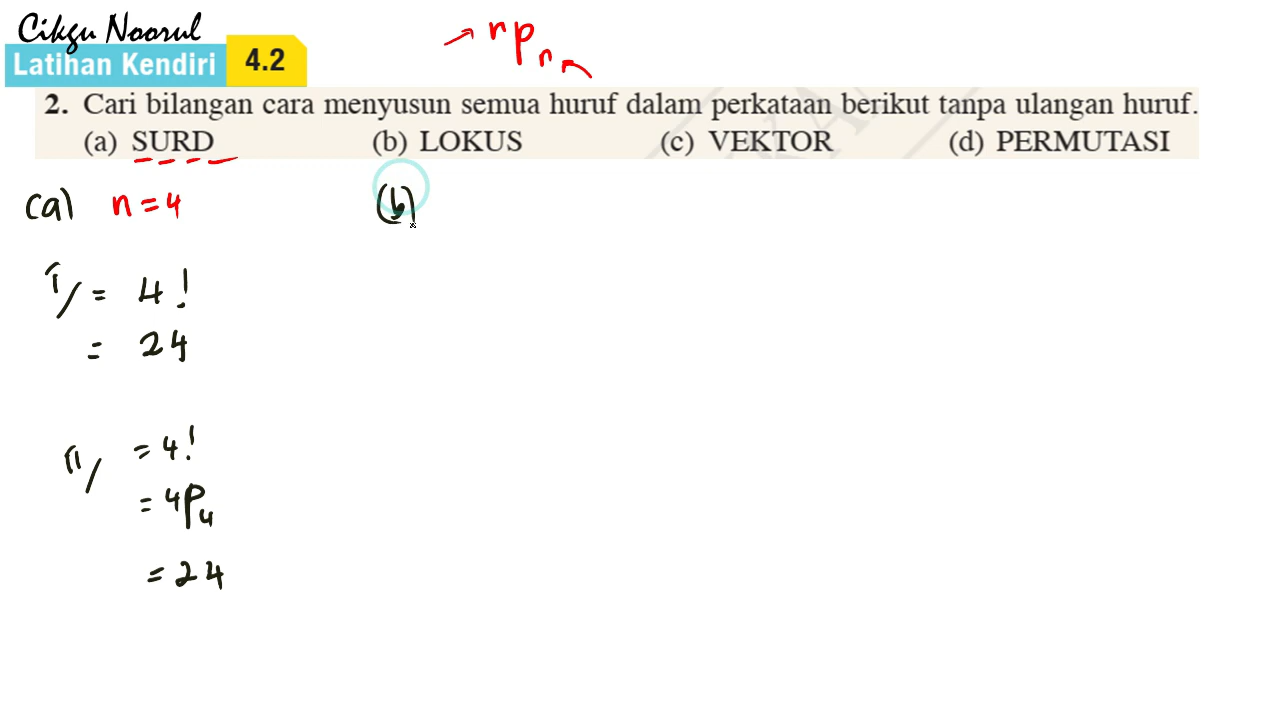 Cikgu Noorul
Latihan Kendiri 4.2
→ nPn
2. Cari bilangan cara menyusun semua huruf dalam perkataan berikut tanpa ulangan huruf.
(a) SURD (b) LOKUS (c) VEKTOR (d) PERMUTASI
(a) n = 4 (b)
I/ = 4!
= 24
II/ = 4!
= 4P4
= 24